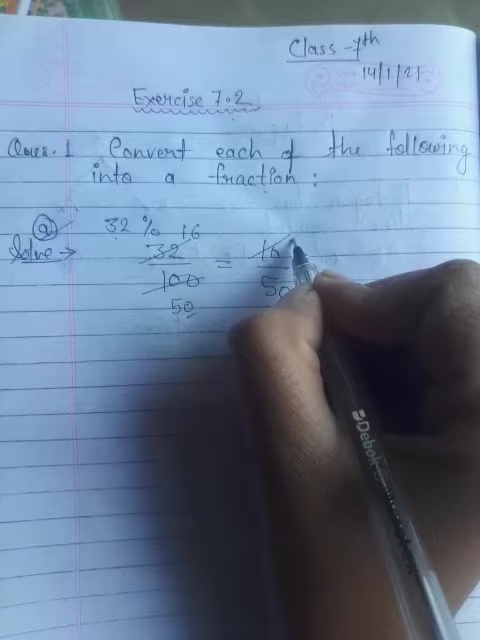 Class - 7th
14/1/21
Exercise 7.2
Ques. 1 Convert each of the following
into a fraction :
(a) 32 %
Solve → 32/100 = 16/50
16
50
Debok